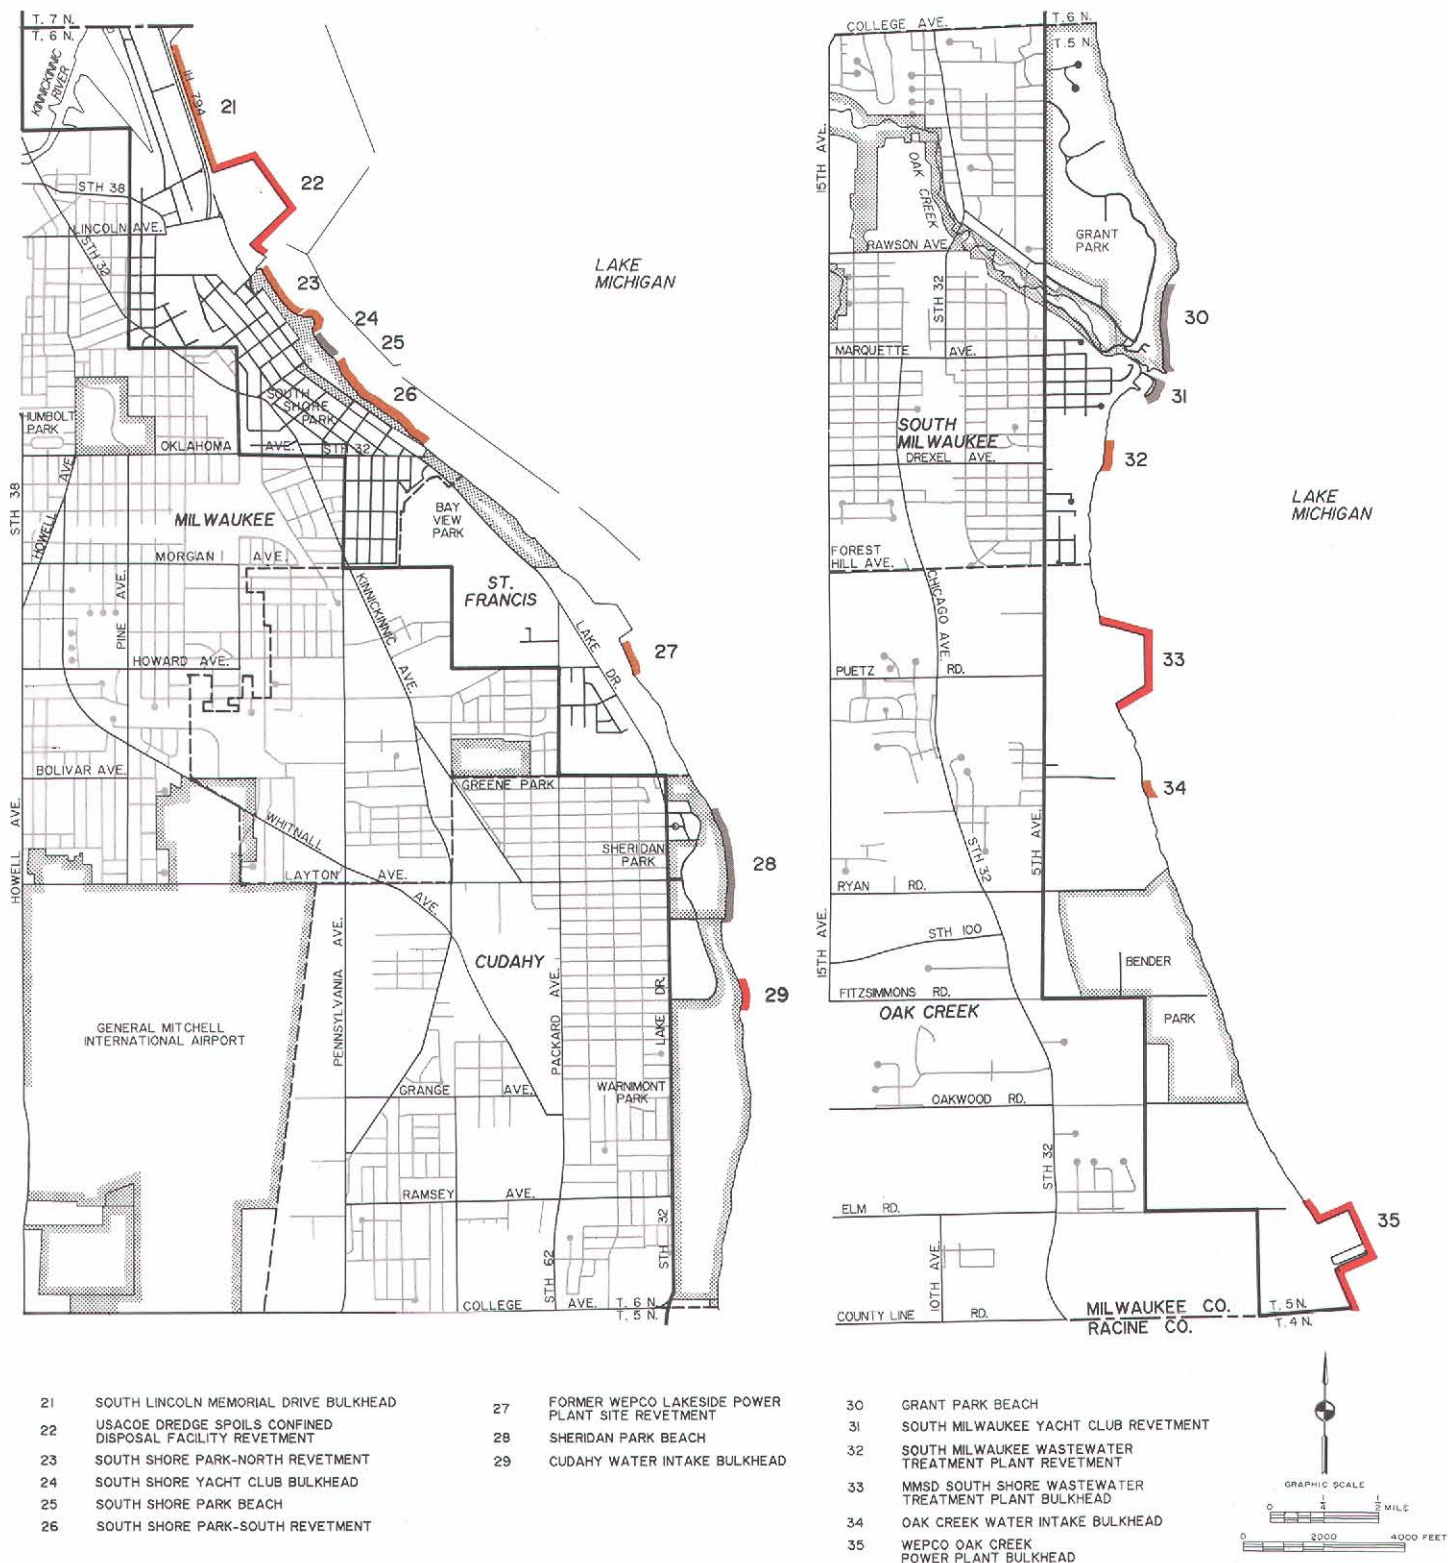 T. 7 N.
T. 6 N.
KINNICKINNIC
RIVER
IH 794
21
22
STH 38
LINCOLN AVE.
STH 32
23
24
25
26
LAKE
MICHIGAN
SOUTH
SHORE
PARK
HUMBOLT
PARK
OKLAHOMA AVE.
STH 32
STH 38
HOWELL AVE.
MILWAUKEE
BAY
VIEW
PARK
MORGAN AVE.
PINE AVE.
KINNICKINNIC AVE.
ST.
FRANCIS
LAKE DR.
27
HOWARD AVE.
BOLIVAR AVE.
GREENE PARK
HOWELL AVE.
WHITNALL AVE.
SHERIDAN
PARK
28
LAYTON AVE.
CUDAHY
29
GENERAL MITCHELL
INTERNATIONAL AIRPORT
PENNSYLVANIA AVE.
PACKARD AVE.
LAKE DR.
GRANGE AVE.
WARNIMONT
PARK
RAMSEY AVE.
STH 62
STH 32
COLLEGE AVE.
T. 6 N.
T. 5 N.
COLLEGE AVE.
T. 6 N.
T. 5 N.
15TH AVE.
OAK CREEK
GRANT
PARK
RAWSON AVE.
STH 32
30
MARQUETTE AVE.
31
SOUTH
MILWAUKEE
DREXEL AVE.
32
LAKE
MICHIGAN
FOREST
HILL AVE.
CHICAGO AVE.
33
PUETZ RD.
34
5TH AVE.
STH 32
RYAN RD.
15TH AVE.
STH 100
BENDER
FITZSIMMONS RD.
OAK CREEK
PARK
OAKWOOD RD.
STH 32
ELM RD.
35
10TH AVE.
COUNTY LINE RD.
MILWAUKEE CO.
RACINE CO.
T. 5 N.
T. 4 N.
21 SOUTH LINCOLN MEMORIAL DRIVE BULKHEAD
22 USACOE DREDGE SPOILS CONFINED
DISPOSAL FACILITY REVETMENT
23 SOUTH SHORE PARK-NORTH REVETMENT
24 SOUTH SHORE YACHT CLUB BULKHEAD
25 SOUTH SHORE PARK BEACH
26 SOUTH SHORE PARK-SOUTH REVETMENT
27 FORMER WEPCO LAKESIDE POWER
PLANT SITE REVETMENT
28 SHERIDAN PARK BEACH
29 CUDAHY WATER INTAKE BULKHEAD
30 GRANT PARK BEACH
31 SOUTH MILWAUKEE YACHT CLUB REVETMENT
32 SOUTH MILWAUKEE WASTEWATER
TREATMENT PLANT REVETMENT
33 MMSD SOUTH SHORE WASTEWATER
TREATMENT PLANT BULKHEAD
34 OAK CREEK WATER INTAKE BULKHEAD
35 WEPCO OAK CREEK
POWER PLANT BULKHEAD
GRAPHIC SCALE
MILE
0 2000 4000 FEET